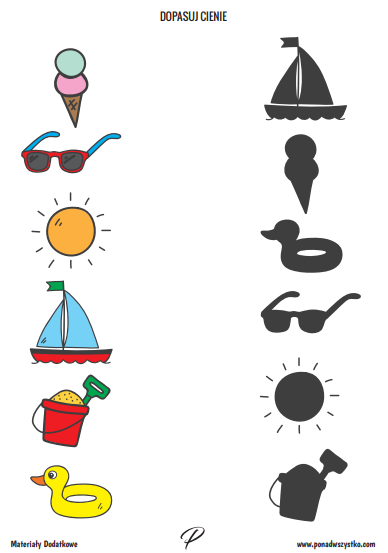 DOPASUJ CIENIE
Materiały Dodatkowe
www.ponadwszystko.com